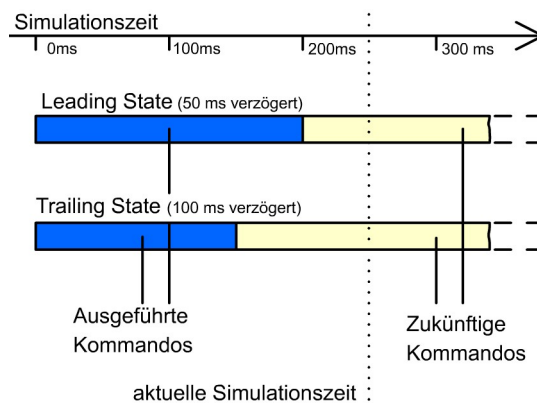 Simulationszeit
0ms 100ms 200ms 300 ms
Leading State (50 ms verzögert)
Trailing State (100 ms verzögert)
Ausgeführte
Kommandos
Zukünftige
Kommandos
aktuelle Simulationszeit